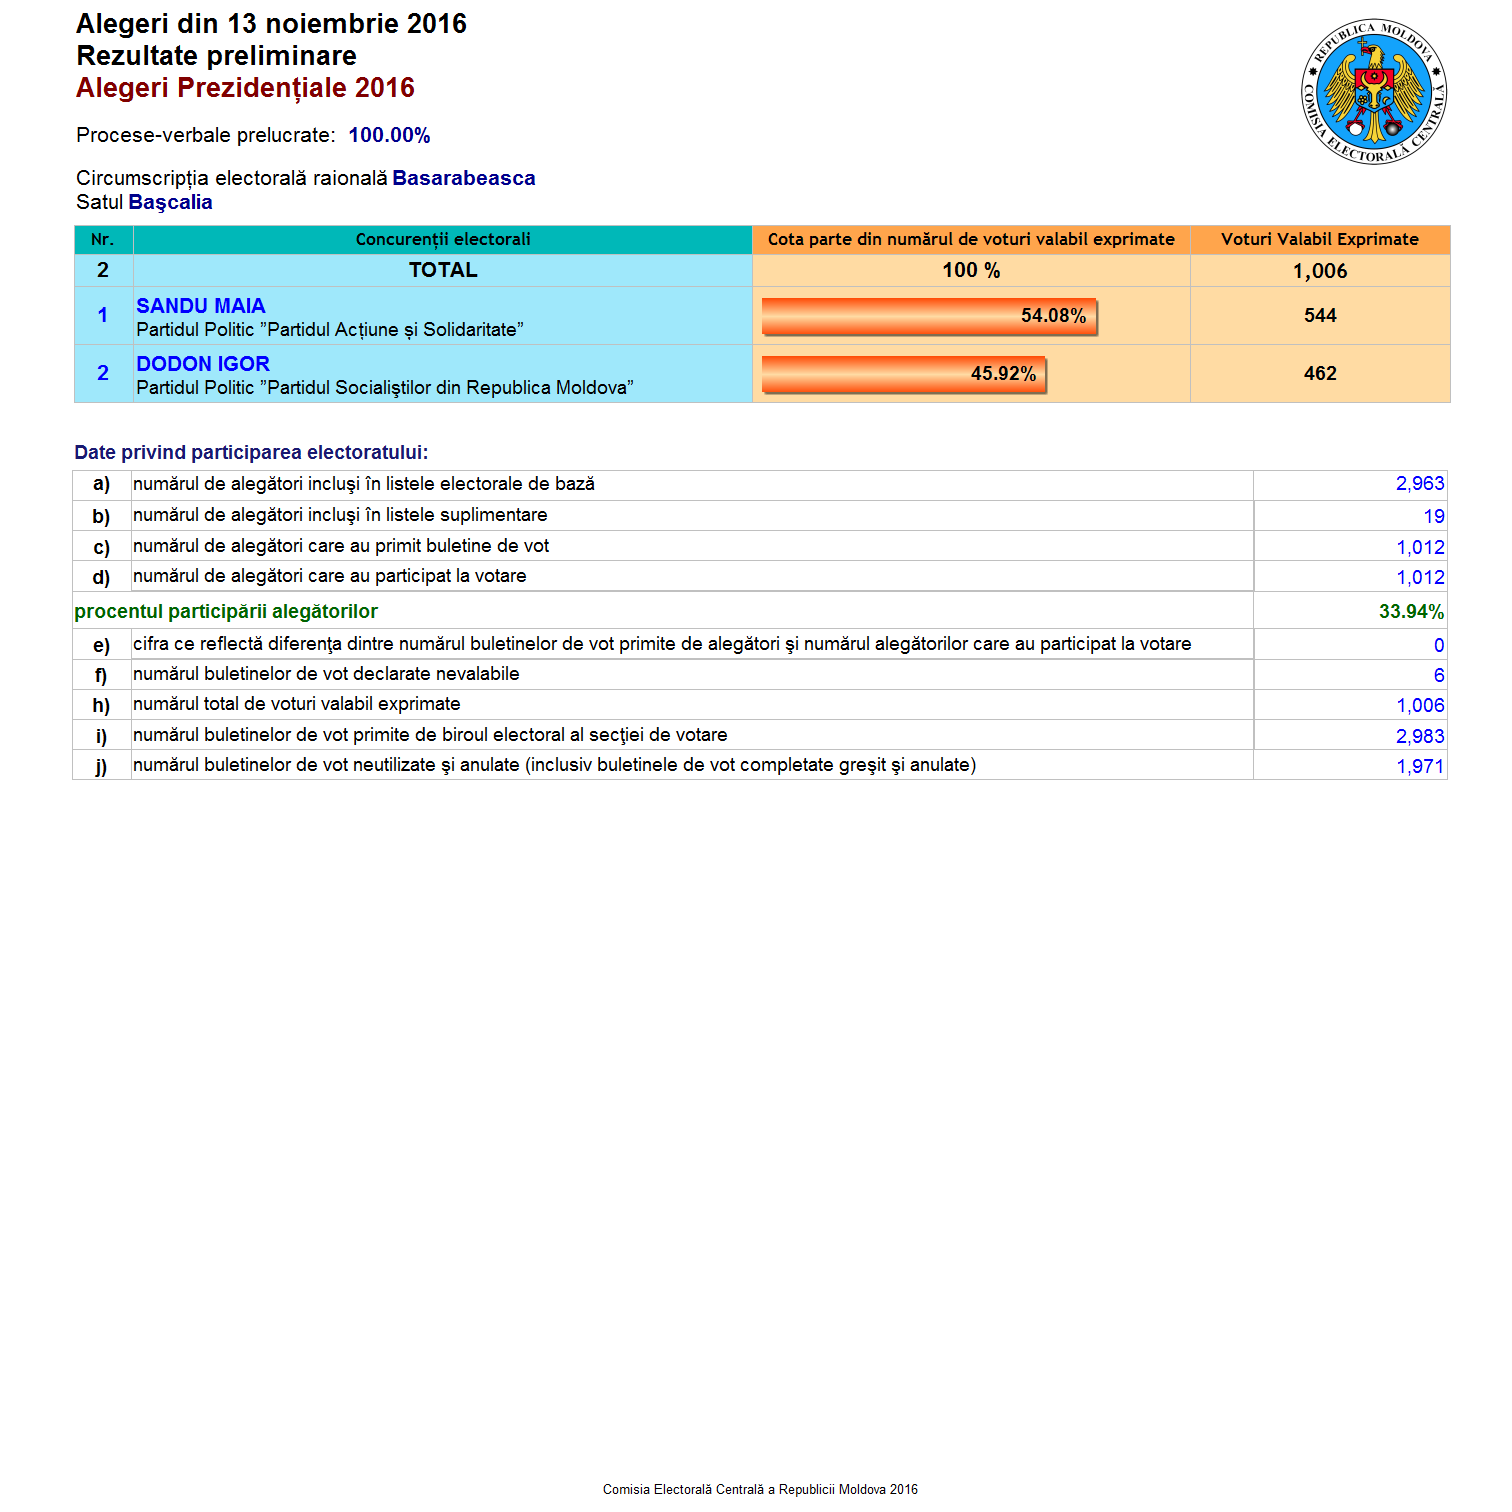 Alegeri din 13 noiembrie 2016
Rezultate preliminare
Alegeri Prezidențiale 2016
REPUBLICA MOLDOVA
COMISIA ELECTORALĂ CENTRALĂ
Procese-verbale prelucrate: 100.00%
Circumscripția electorală raională Basarabeasca
Satul Başcalia
Nr. Concurenții electorali Cota parte din numărul de voturi valabil exprimate Voturi Valabil Exprimate
2 TOTAL 100 % 1,006
1 SANDU MAIA 54.08% 544
Partidul Politic ”Partidul Acțiune și Solidaritate”
2 DODON IGOR 45.92% 462
Partidul Politic ”Partidul Socialiştilor din Republica Moldova”
Date privind participarea electoratului:
a) numărul de alegători incluşi în listele electorale de bază 2,963
b) numărul de alegători incluşi în listele suplimentare 19
c) numărul de alegători care au primit buletine de vot 1,012
d) numărul de alegători care au participat la votare 1,012
procentul participării alegătorilor 33.94%
e) cifra ce reflectă diferenţa dintre numărul buletinelor de vot primite de alegători şi numărul alegătorilor care au participat la votare 0
f) numărul buletinelor de vot declarate nevalabile 6
h) numărul total de voturi valabil exprimate 1,006
i) numărul buletinelor de vot primite de biroul electoral al secţiei de votare 2,983
j) numărul buletinelor de vot neutilizate şi anulate (inclusiv buletinele de vot completate greşit şi anulate) 1,971
Comisia Electorală Centrală a Republicii Moldova 2016